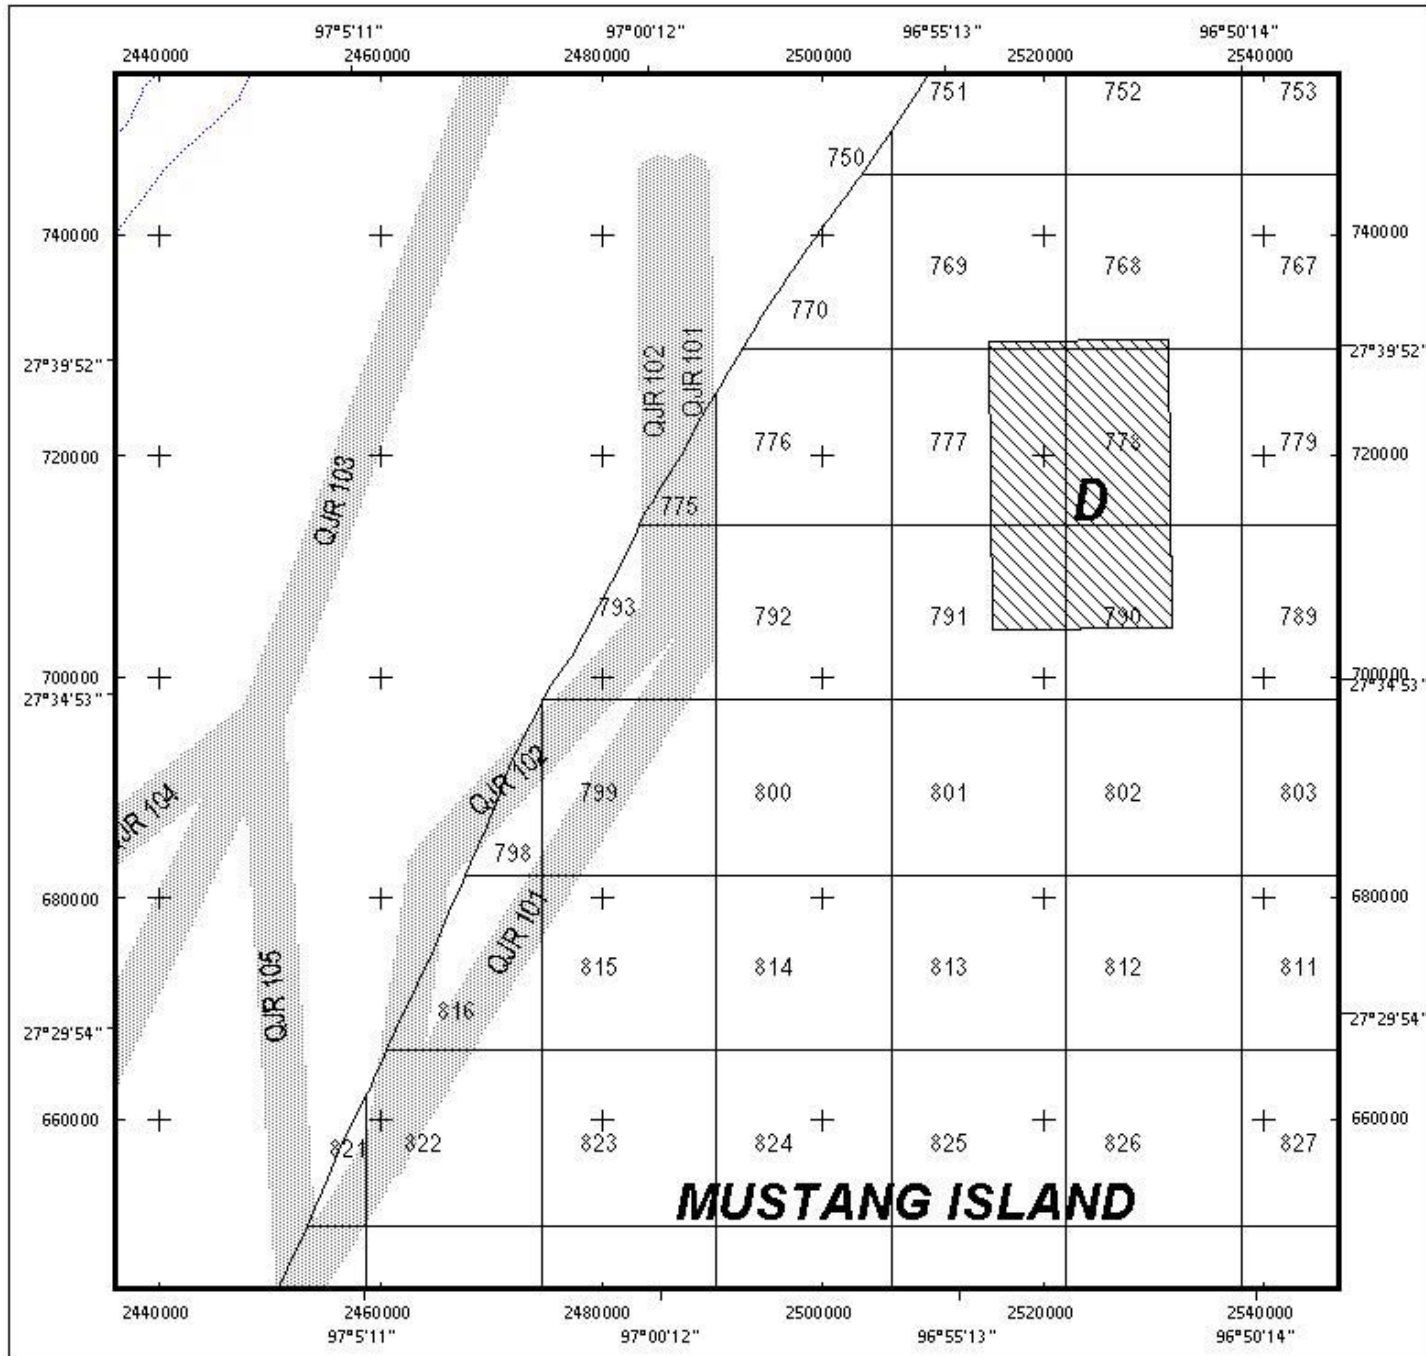 97°5'11" 97°00'12" 96°55'13" 96°50'14"
2440000 2460000 2480000 2500000 2520000 2540000
751 752 753
750
740000 740000
769 768 767
770
27°39'52" 27°39'52"
QJR 102
QJR 101
776 777 778 779
720000 720000
QJR 103
D
775
793
792 791 790 789
700000 700000
27°34'53" 27°34'53"
QJR 102
799 800 801 802 803
JR 104
798
680000 680000
QJR 101
815 814 813 812 811
QJR 105
816
27°29'54" 27°29'54"
660000 660000
821 822 823 824 825 826 827
MUSTANG ISLAND
2440000 2460000 2480000 2500000 2520000 2540000
97°5'11" 97°00'12" 96°55'13" 96°50'14"